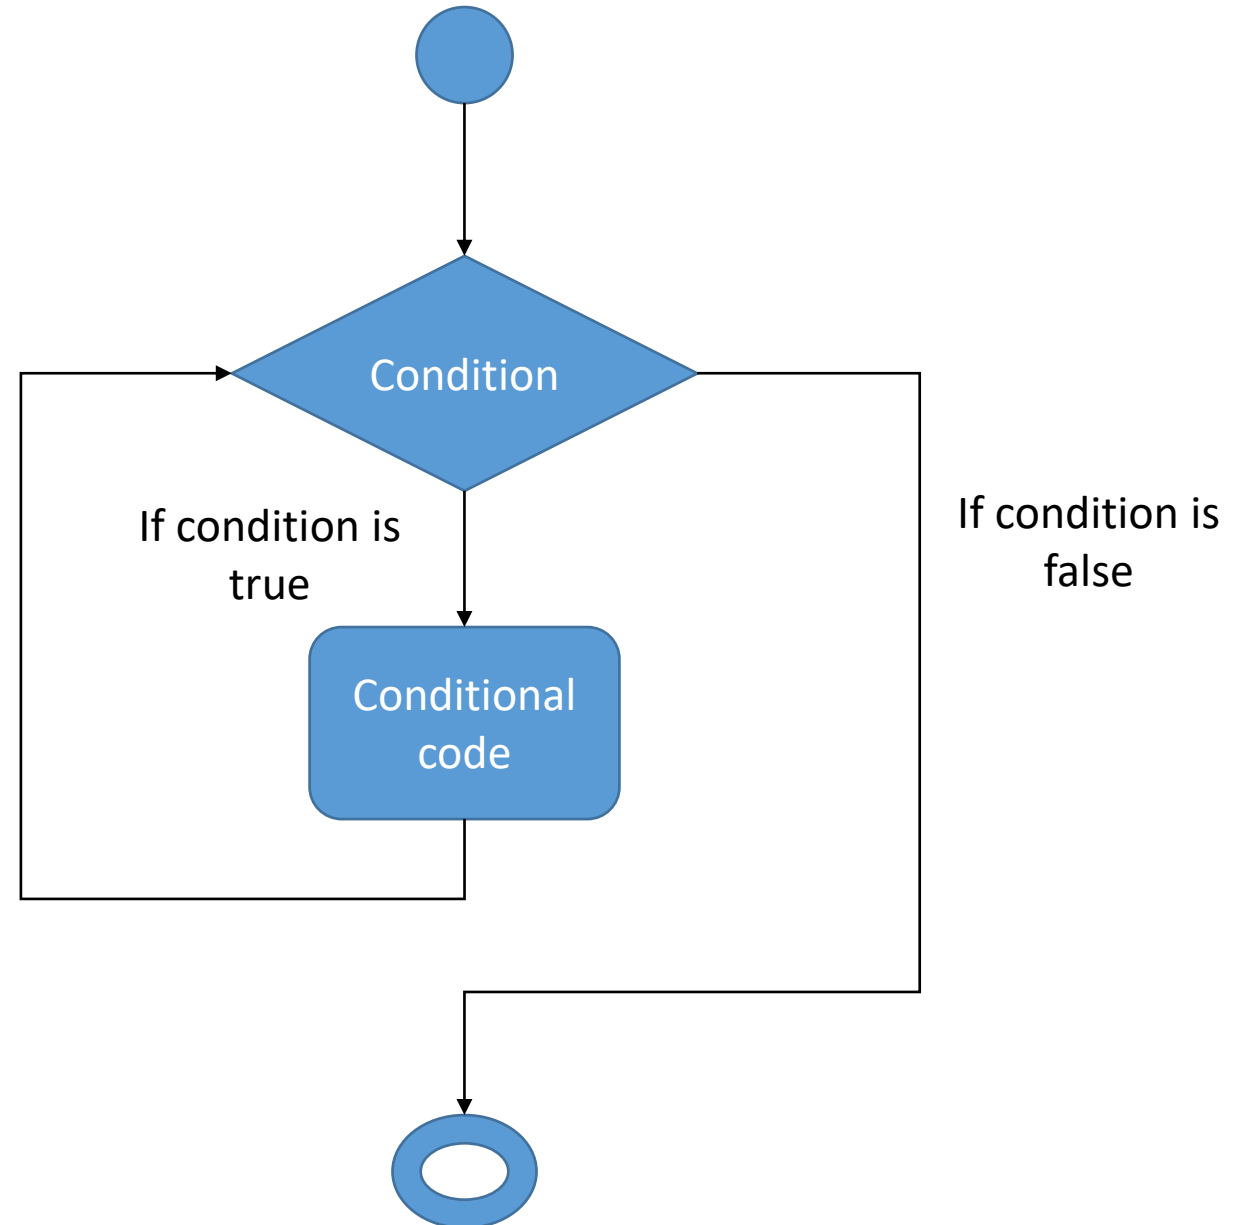 Condition
If condition is
true
If condition is
false
Conditional
code